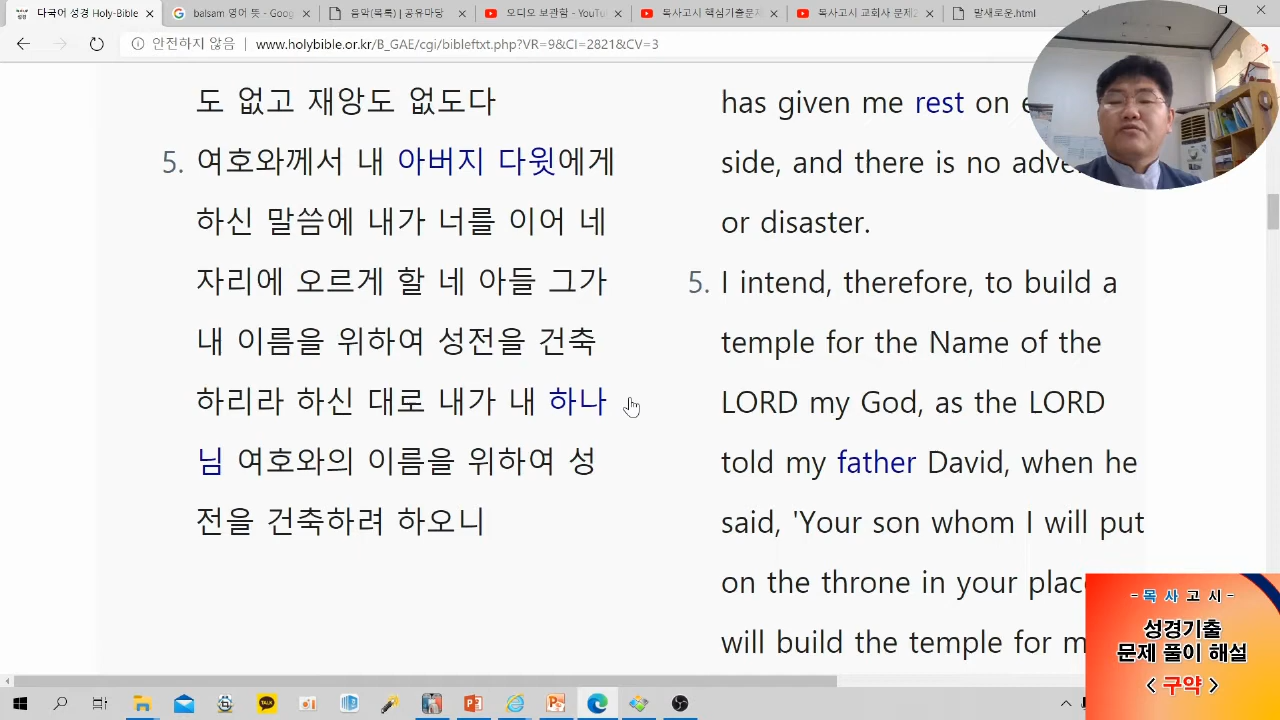 다국어 성경 Holy-Bible
balsam 영어 뜻 - Goog
음악(목록) | 공유마당
오디오 보관함 - YouTu
목사고시 핵심기출문
목사고시 교회사 문제2
말새로운.html
안전하지 않음 www.holybible.or.kr/B_GAE/cgi/bibleftxt.php?VR=9&CI=2821&CV=3
도 없고 재앙도 없도다
5. 여호와께서 내 아버지 다윗에게
하신 말씀에 내가 너를 이어 네
자리에 오르게 할 네 아들 그가
내 이름을 위하여 성전을 건축
하리라 하신 대로 내가 내 하나
님 여호와의 이름을 위하여 성
전을 건축하려 하오니
has given me rest on
side, and there is no
or disaster.
5. I intend, therefore, to build a
temple for the Name of the
LORD my God, as the LORD
told my father David, when he
said, 'Your son whom I will put
on the throne in your
will build the temple for
- 목사고시 -
성경기출
문제 풀이 해설
< 구약 >